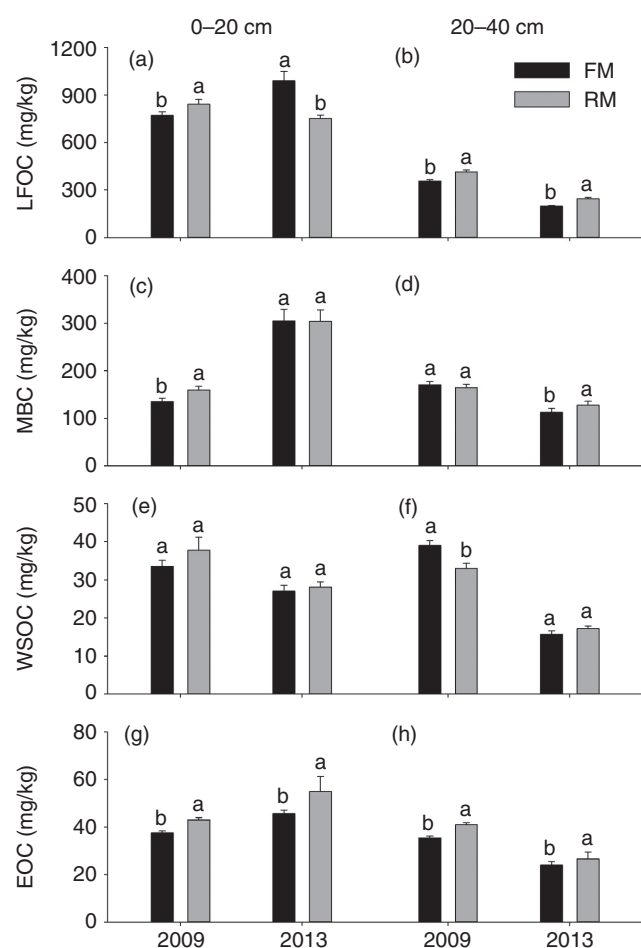 0–20 cm 20–40 cm
1200
900
600
300
0
LFOC (mg/kg)
(a)
b a a b
(b)
FM
RM
b a b a
400
300
200
100
0
MBC (mg/kg)
(c)
b a a a
(d)
a a b a
50
40
30
20
10
0
WSOC (mg/kg)
(e)
a a a a
(f)
a b a a
80
60
40
20
0
EOC (mg/kg)
(g)
b a b a
(h)
b a b a
2009 2013 2009 2013